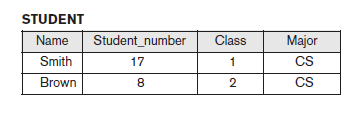 STUDENT
Name Student_number Class Major
Smith 17 1 CS
Brown 8 2 CS